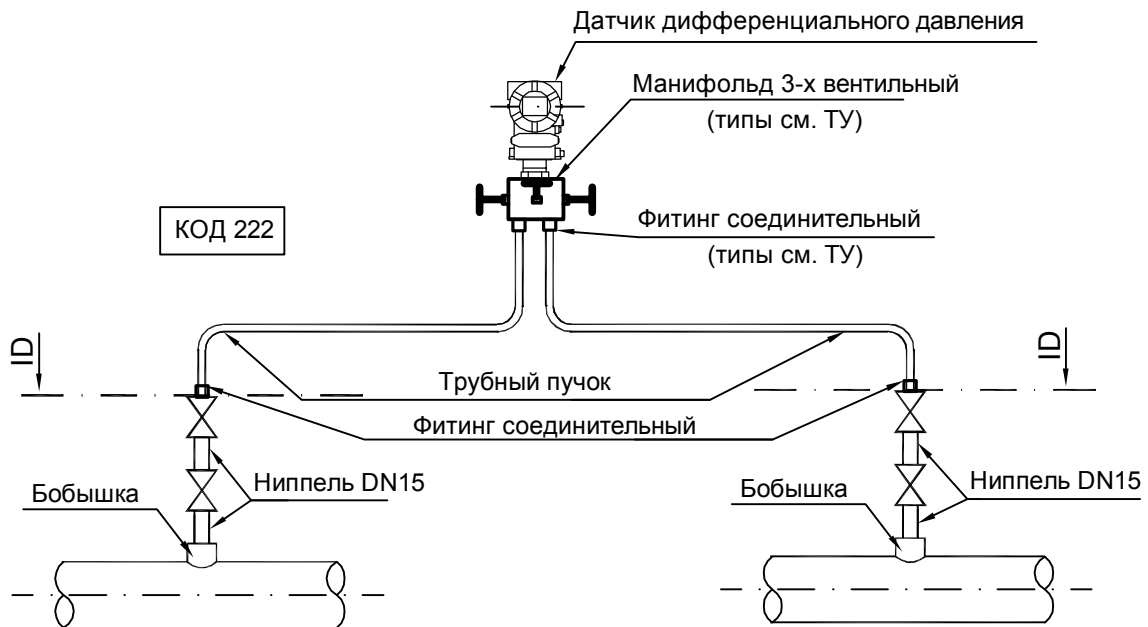 Датчик дифференциального давления
Манифольд 3-х вентильный
(типы см. ТУ)
КОД 222
Фитинг соединительный
(типы см. ТУ)
ID
ID
Трубный пучок
Фитинг соединительный
Ниппель DN15
Бобышка
Ниппель DN15
Бобышка